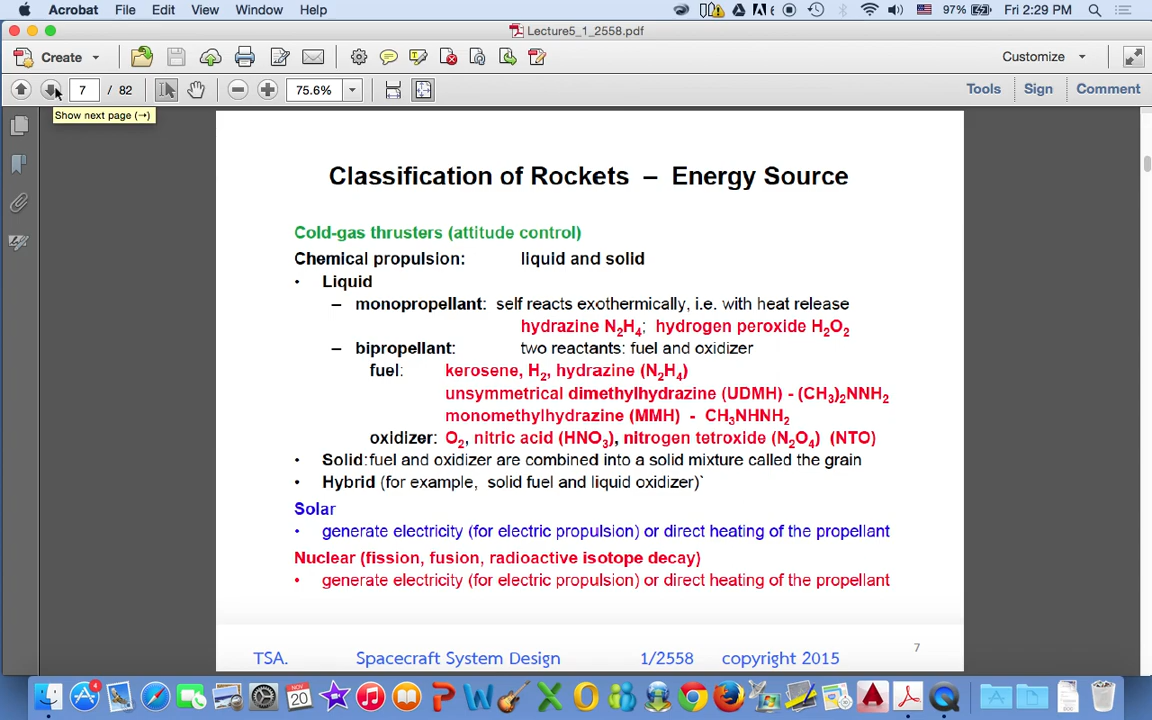 Acrobat File Edit View Window Help 6 97% Fri 2:29 PM
Lecture5_1_2558.pdf
Create Customize
7 / 82 75.6% Tools Sign Comment
Show next page (→)
Classification of Rockets – Energy Source
Cold-gas thrusters (attitude control)
Chemical propulsion: liquid and solid
• Liquid
– monopropellant: self reacts exothermically, i.e. with heat release
hydrazine N₂H₄; hydrogen peroxide H₂O₂
– bipropellant: two reactants: fuel and oxidizer
fuel: kerosene, H₂, hydrazine (N₂H₄)
unsymmetrical dimethylhydrazine (UDMH) - (CH₃)₂NNH₂
monomethylhydrazine (MMH) - CH₃NHNH₂
oxidizer: O₂, nitric acid (HNO₃), nitrogen tetroxide (N₂O₄) (NTO)
• Solid: fuel and oxidizer are combined into a solid mixture called the grain
• Hybrid (for example, solid fuel and liquid oxidizer)`
Solar
• generate electricity (for electric propulsion) or direct heating of the propellant
Nuclear (fission, fusion, radioactive isotope decay)
• generate electricity (for electric propulsion) or direct heating of the propellant
7
TSA. Spacecraft System Design 1/2558 copyright 2015
4 NOV 20